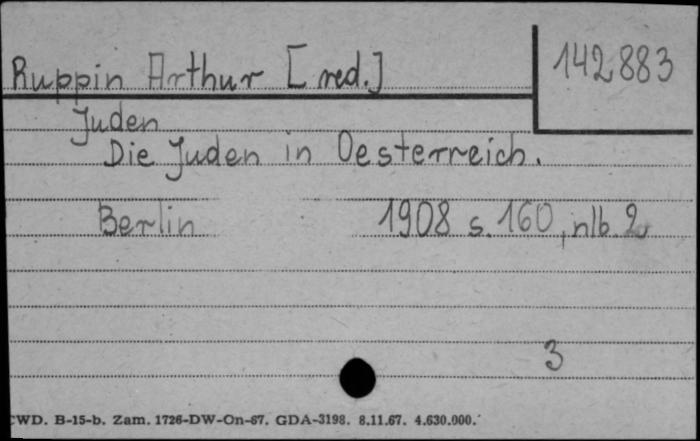 142883
Ruppin Arthur [red.]
Juden
Die Juden in Oesterreich.
Berlin 1908 s. 160, nlb. 2
3
CWD. B-15-b. Zam. 1726-DW-On-67. GDA-3198. 8.11.67. 4.630.000.